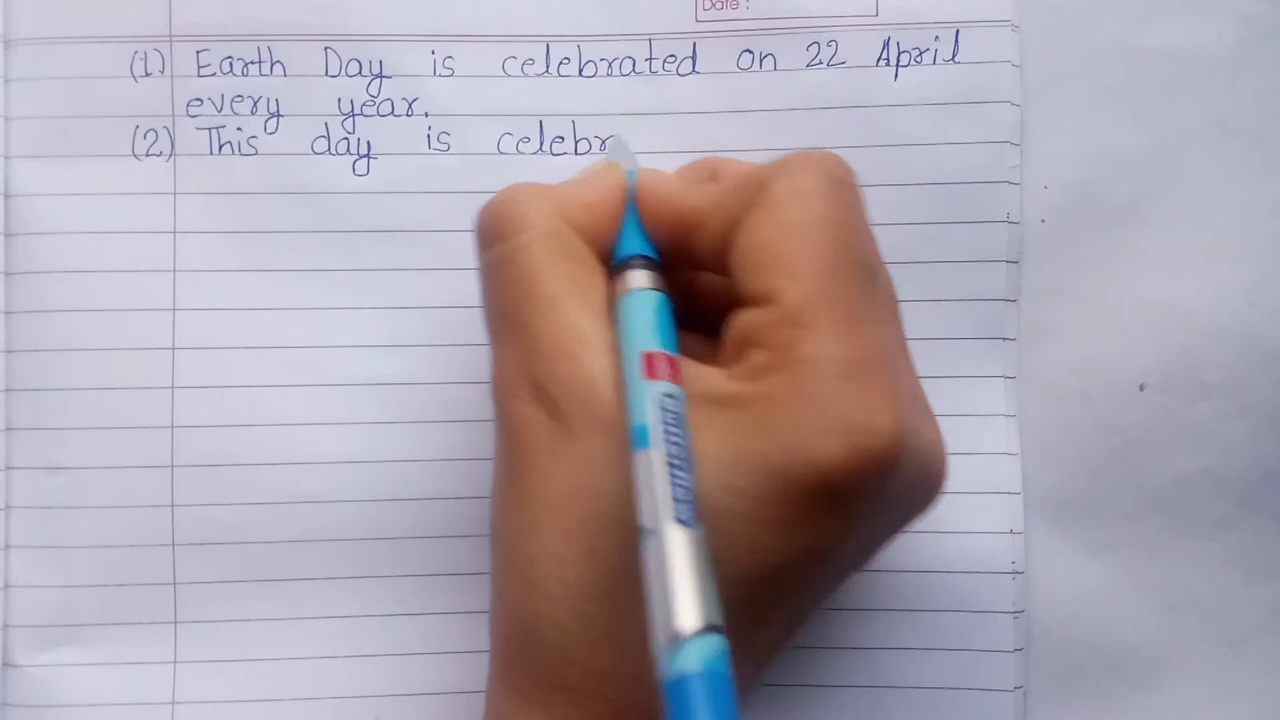 Date :
(1) Earth Day is celebrated on 22 April
every year.
(2) This day is celebr